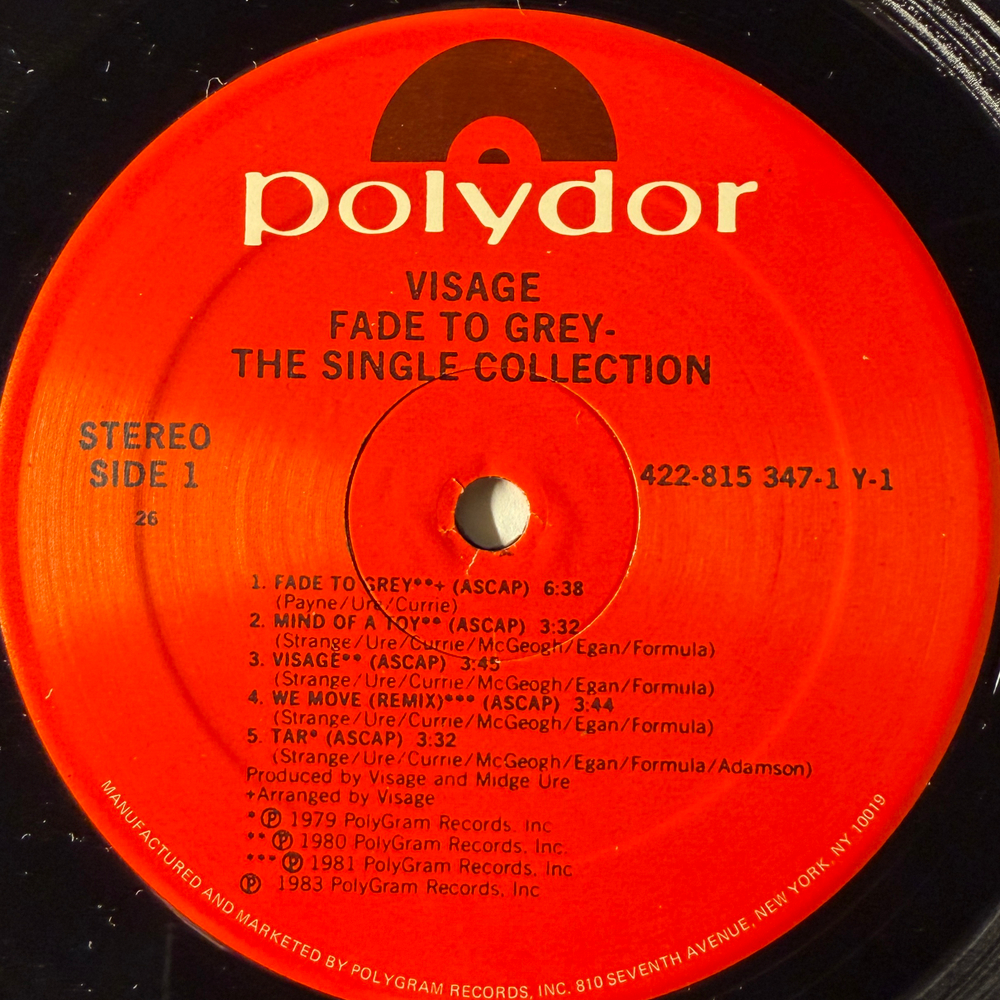 polydor
VISAGE
FADE TO GREY-
THE SINGLE COLLECTION
STEREO
SIDE 1
26
422-815 347-1 Y-1
1. FADE TO GREY**+ (ASCAP) 6:38
(Payne/Ure/Currie)
2. MIND OF A TOY** (ASCAP) 3:32
(Strange/Ure/Currie/McGeogh/Egan/Formula)
3. VISAGE** (ASCAP) 3:45
(Strange/Ure/Currie/McGeogh/Egan/Formula)
4. WE MOVE (REMIX)*** (ASCAP) 3:44
(Strange/Ure/Currie/McGeogh/Egan/Formula)
5. TAR* (ASCAP) 3:32
(Strange/Ure/Currie/McGeogh/Egan/Formula/Adamson)
Produced by Visage and Midge Ure
+Arranged by Visage
* ℗ 1979 PolyGram Records, Inc
** ℗ 1980 PolyGram Records, Inc.
*** ℗ 1981 PolyGram Records, Inc
℗ 1983 PolyGram Records, Inc
MANUFACTURED AND MARKETED BY POLYGRAM RECORDS, INC. 810 SEVENTH AVENUE, NEW YORK, NY 10019